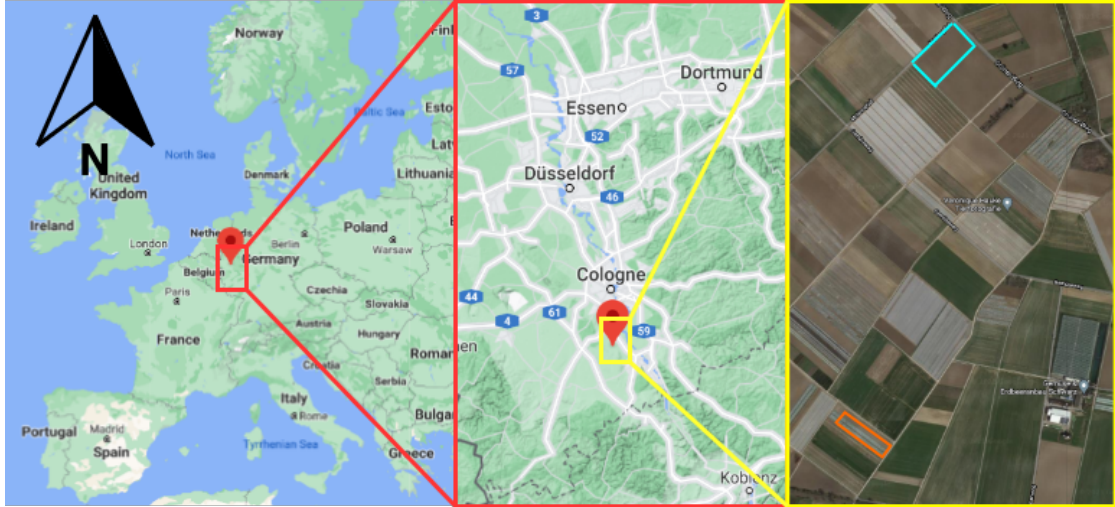 Norway
Finl
Baltic Sea
Esto
North Sea
Latv
N
United
Kingdom
Denmark
Lithuania
Ireland
Netherlands
London
Berlin
Poland
Warsaw
Belgium
Germany
Paris
Czechia
Slovakia
Austria
France
Hungary
Roman
Croatia
Serbia
Italy
Rome
Bulga
Portugal
Madrid
Spain
Tyrrhenian Sea
Greece
3
57
Dortmund
Essen
52
Düsseldorf
46
Cologne
44
61
4
59
en
Koblenz